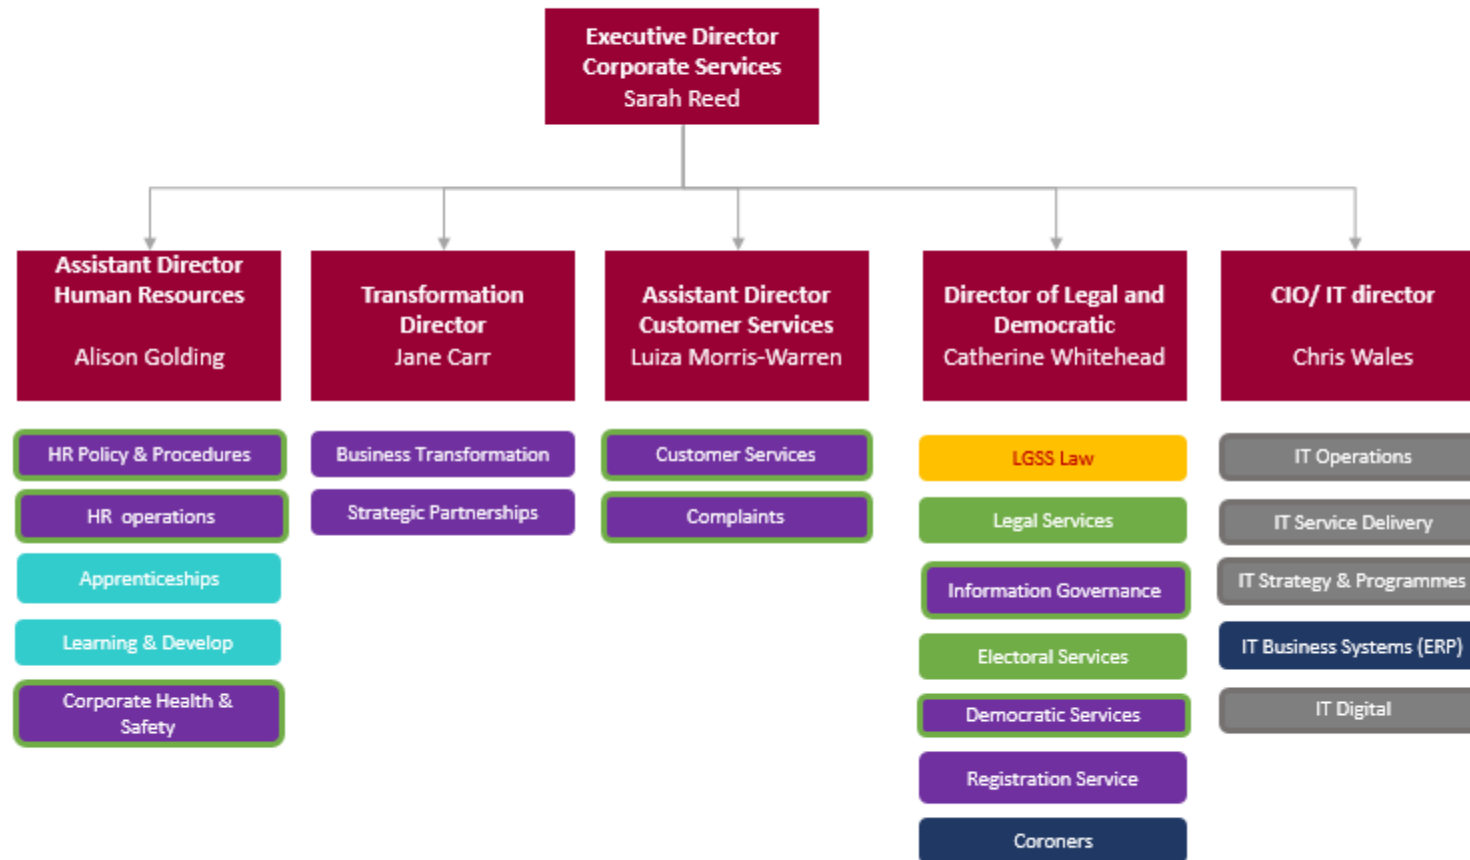 Executive Director
Corporate Services
Sarah Reed
Assistant Director
Human Resources
Alison Golding
Transformation
Director
Jane Carr
Assistant Director
Customer Services
Luiza Morris-Warren
Director of Legal and
Democratic
Catherine Whitehead
CIO/ IT director
Chris Wales
HR Policy & Procedures
HR operations
Apprenticeships
Learning & Develop
Corporate Health &
Safety
Business Transformation
Strategic Partnerships
Customer Services
Complaints
LGSS Law
Legal Services
Information Governance
Electoral Services
Democratic Services
Registration Service
Coroners
IT Operations
IT Service Delivery
IT Strategy & Programmes
IT Business Systems (ERP)
IT Digital